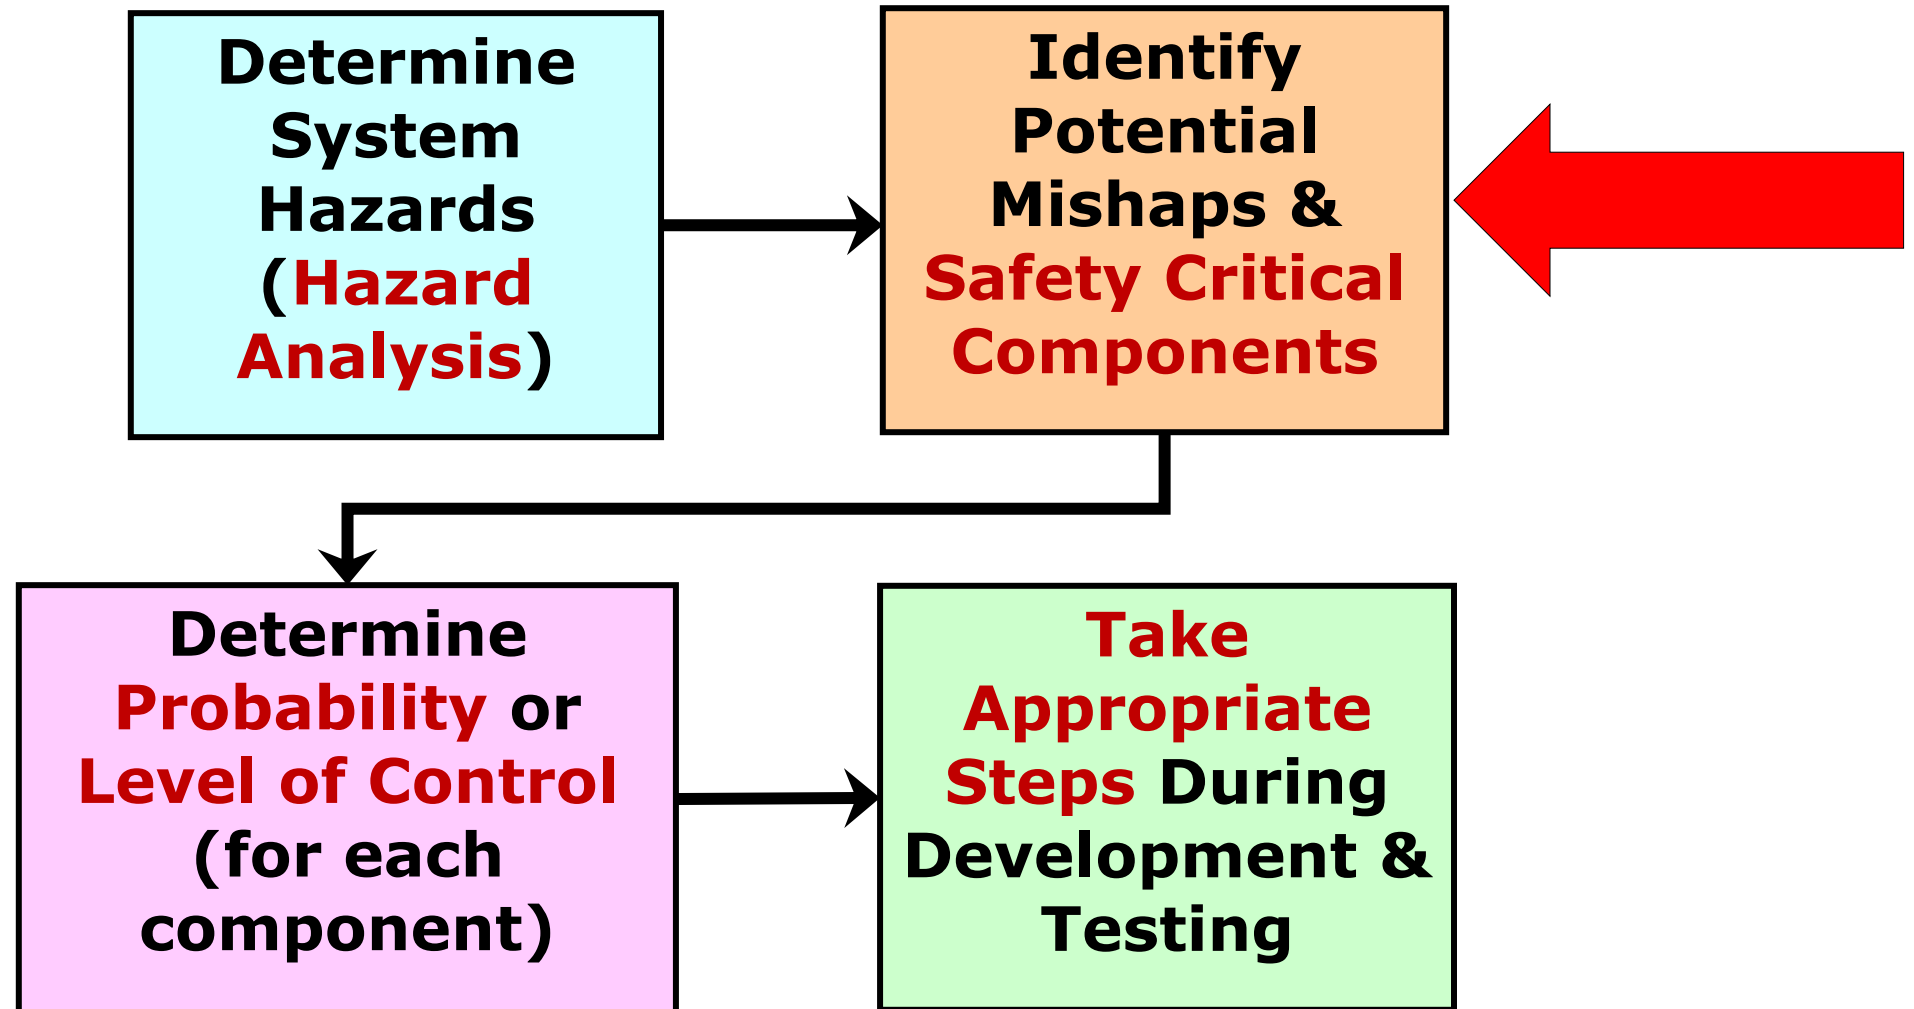 Determine
System
Hazards
(Hazard
Analysis)
Identify
Potential
Mishaps &
Safety Critical
Components
Determine
Probability or
Level of Control
(for each
component)
Take
Appropriate
Steps During
Development &
Testing